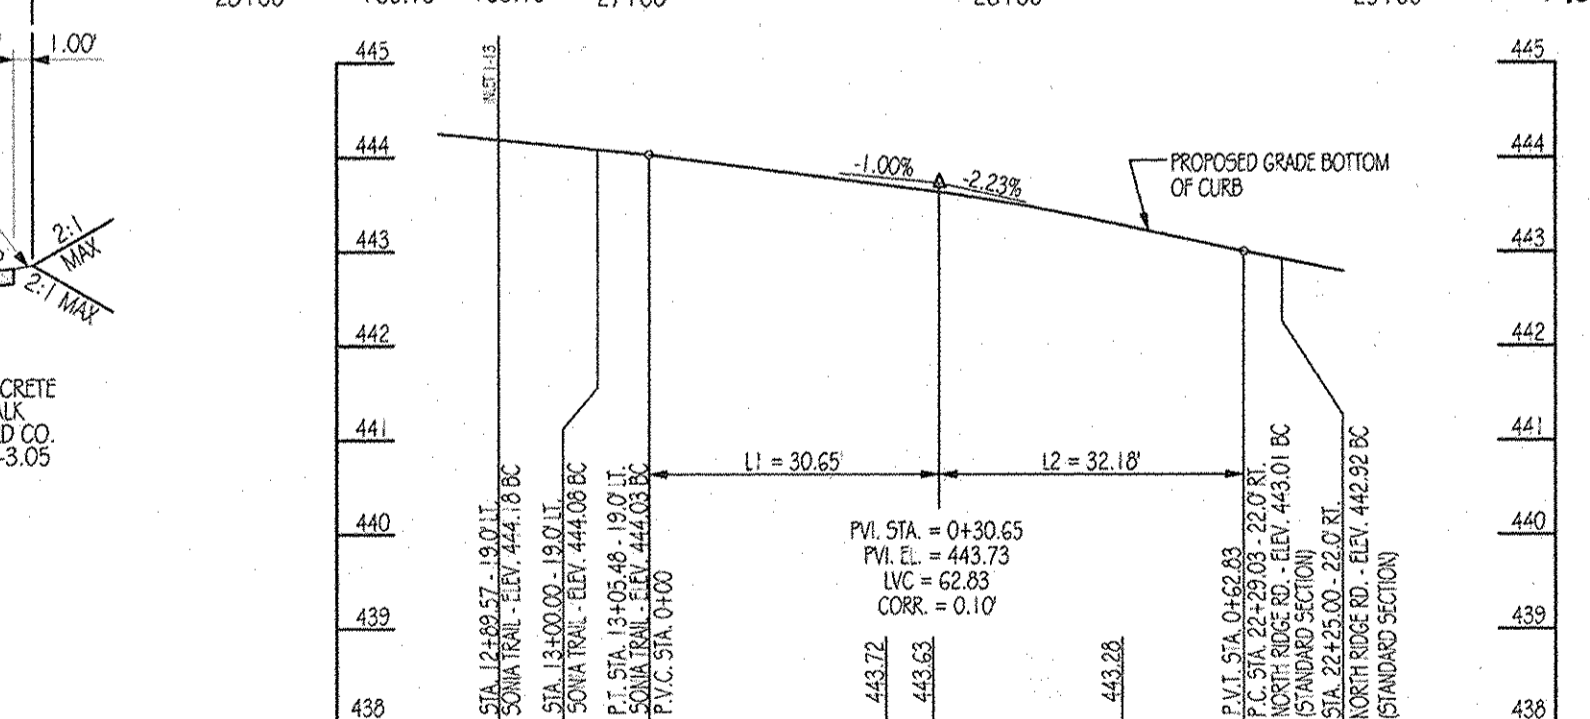 1.00'
2:1
MAX
2:1 MAX
CRETE
ALK
D CO.
-3.05
445
444
443
442
441
440
439
438
INLET 1-13
-1.00%
-2.23%
PROPOSED GRADE BOTTOM
OF CURB
L1 = 30.65'
L2 = 32.18'
PVI. STA. = 0+30.65
PVI. EL. = 443.73
LVC = 62.83
CORR. = 0.10'
STA. 12+89.57 - 19.0' LT.
SONIA TRAIL - ELEV. 444.18 BC
STA. 13+00.00 - 19.0' LT.
SONIA TRAIL - ELEV. 444.08 BC
P.T. STA. 13+05.48 - 19.0' LT.
SONIA TRAIL - ELEV. 444.03 BC
P.V.C. STA. 0+00
443.72
443.63
443.28
P.V.T. STA. 0+62.83
P.C. STA. 22+29.03 - 22.0' RT.
NORTH RIDGE RD. - ELEV. 443.01 BC
(STANDARD SECTION)
STA. 22+25.00 - 22.0' RT.
NORTH RIDGE RD. - ELEV. 442.92 BC
(STANDARD SECTION)
445
444
443
442
441
440
439
438